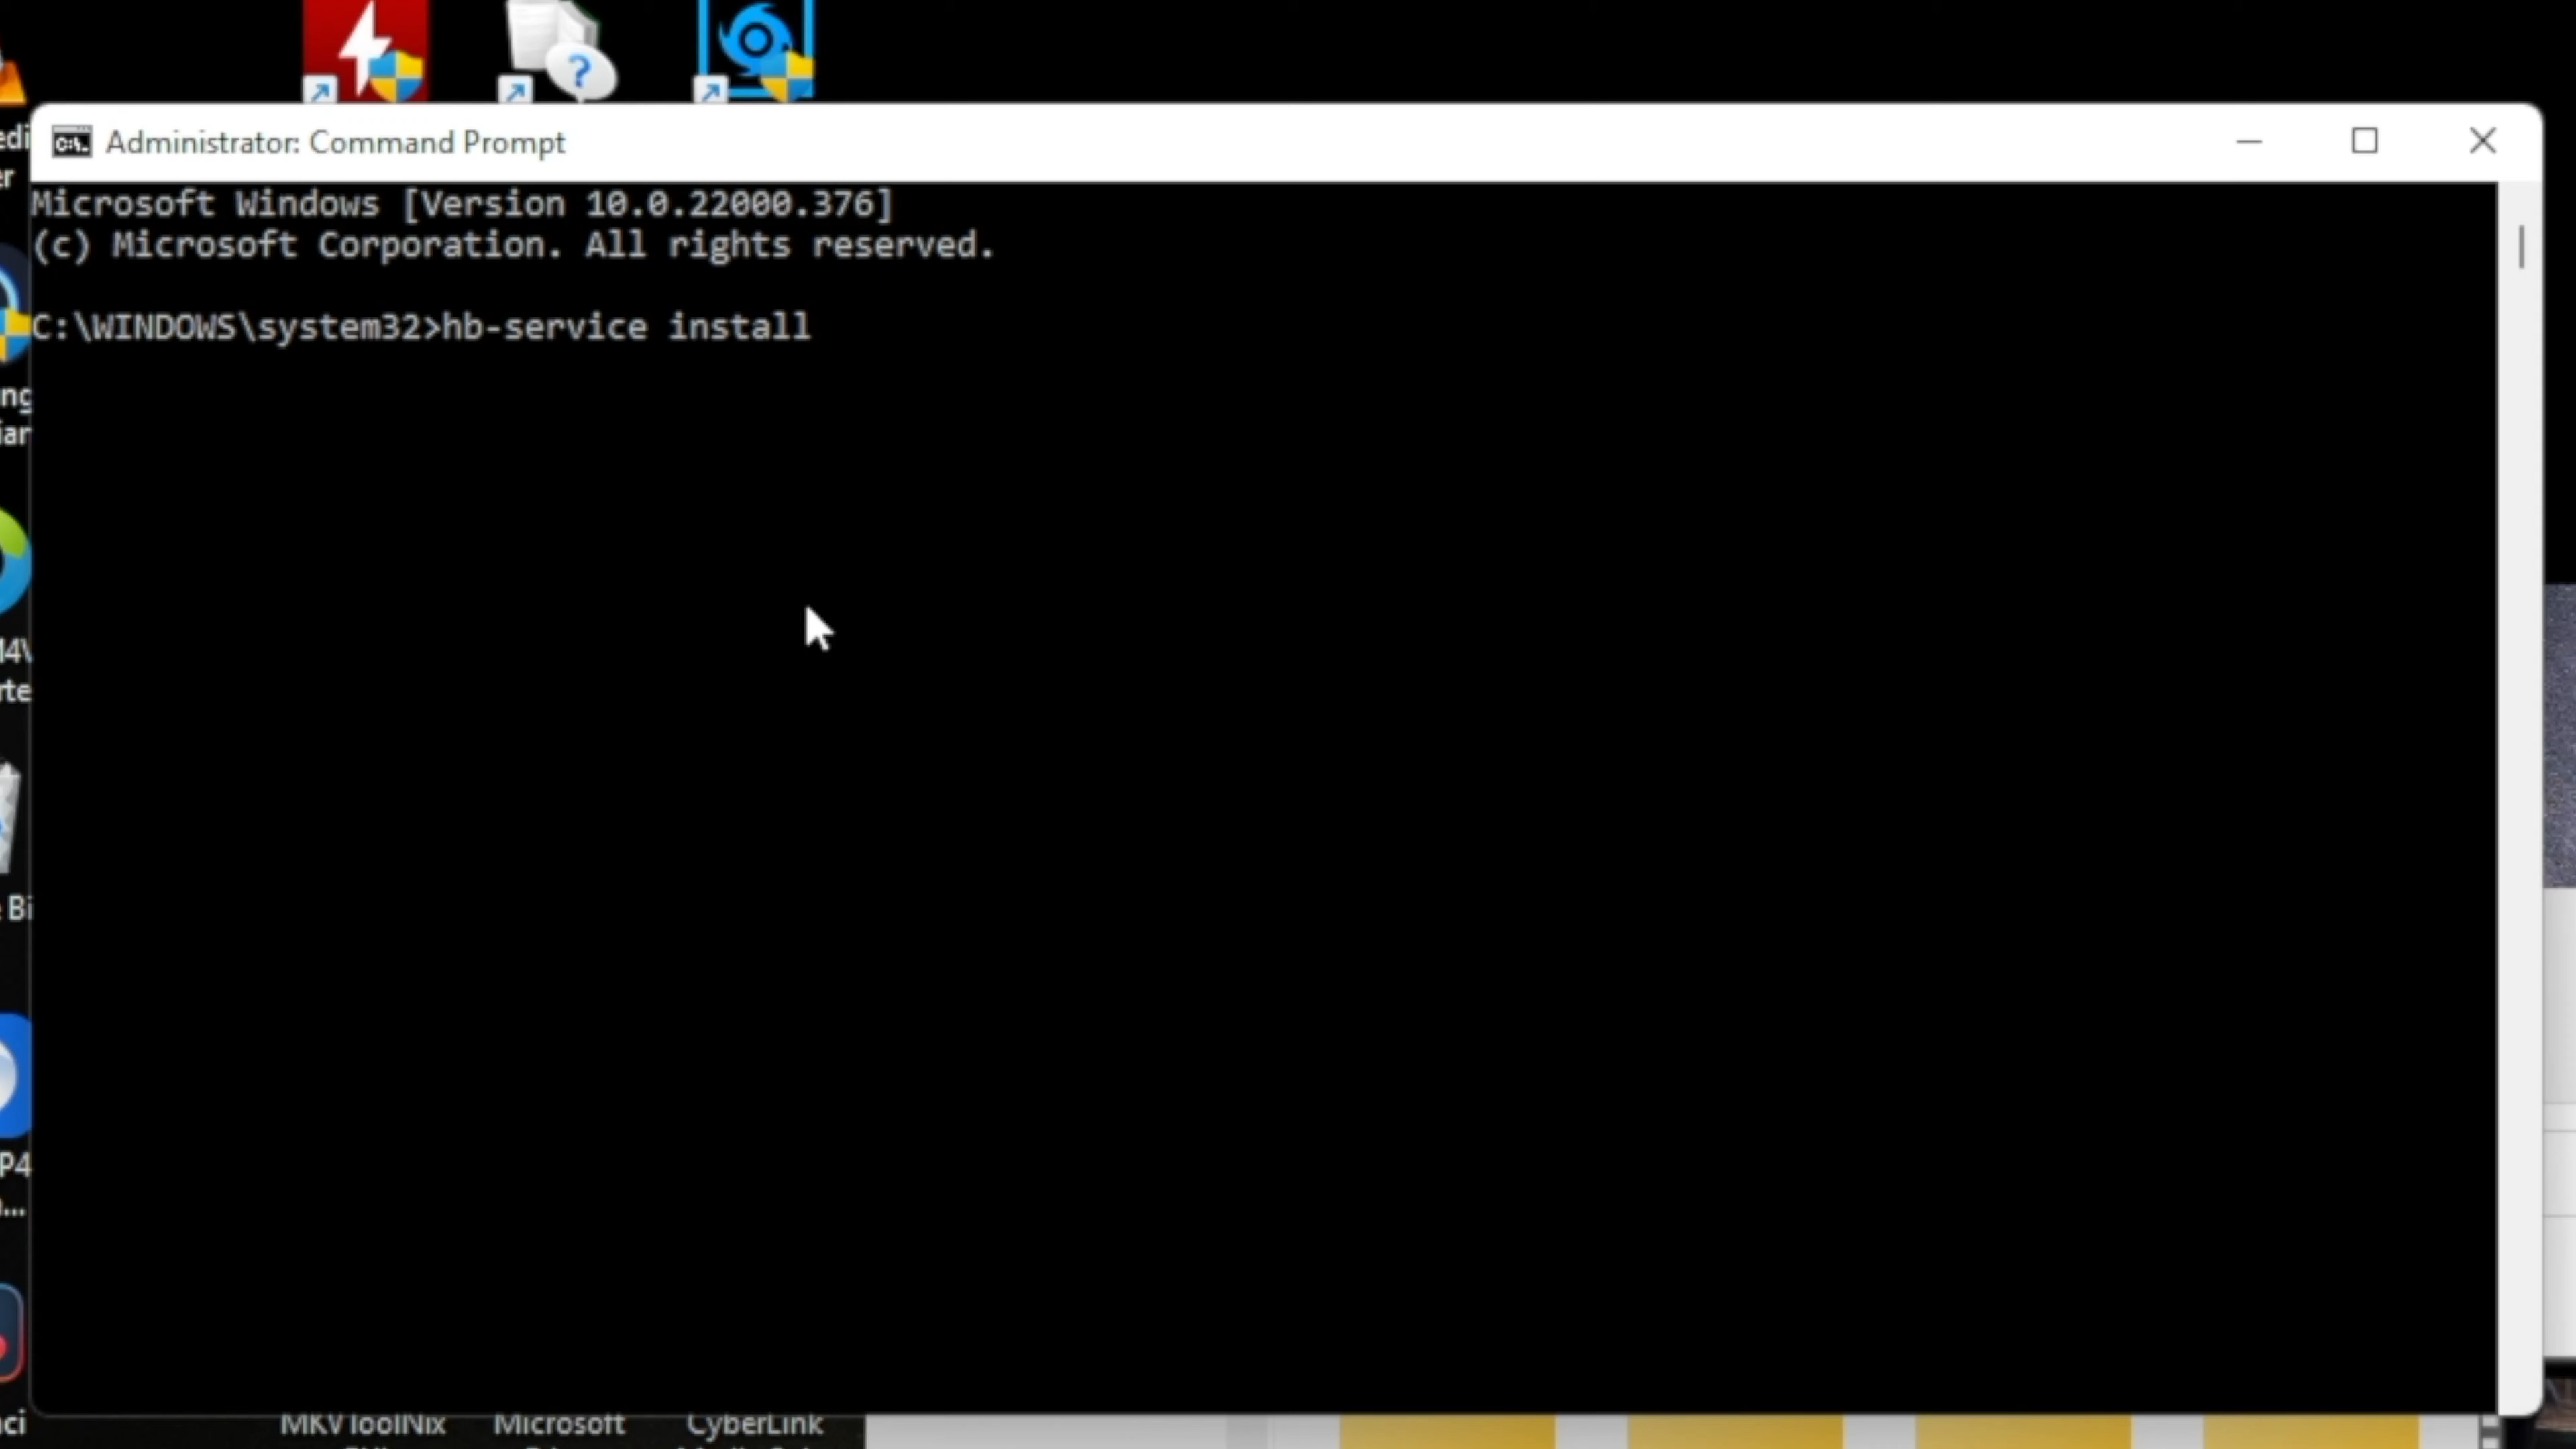 Administrator: Command Prompt
Microsoft Windows [Version 10.0.22000.376]
(c) Microsoft Corporation. All rights reserved.
C:\WINDOWS\system32>hb-service install
MKVToolNix
Microsoft
CyberLink